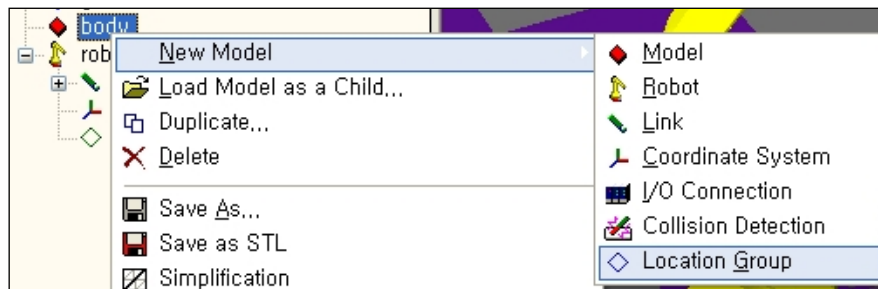 body
rob
New Model
Load Model as a Child...
Duplicate...
Delete
Save As...
Save as STL
Simplification
Model
Robot
Link
Coordinate System
I/O Connection
Collision Detection
Location Group